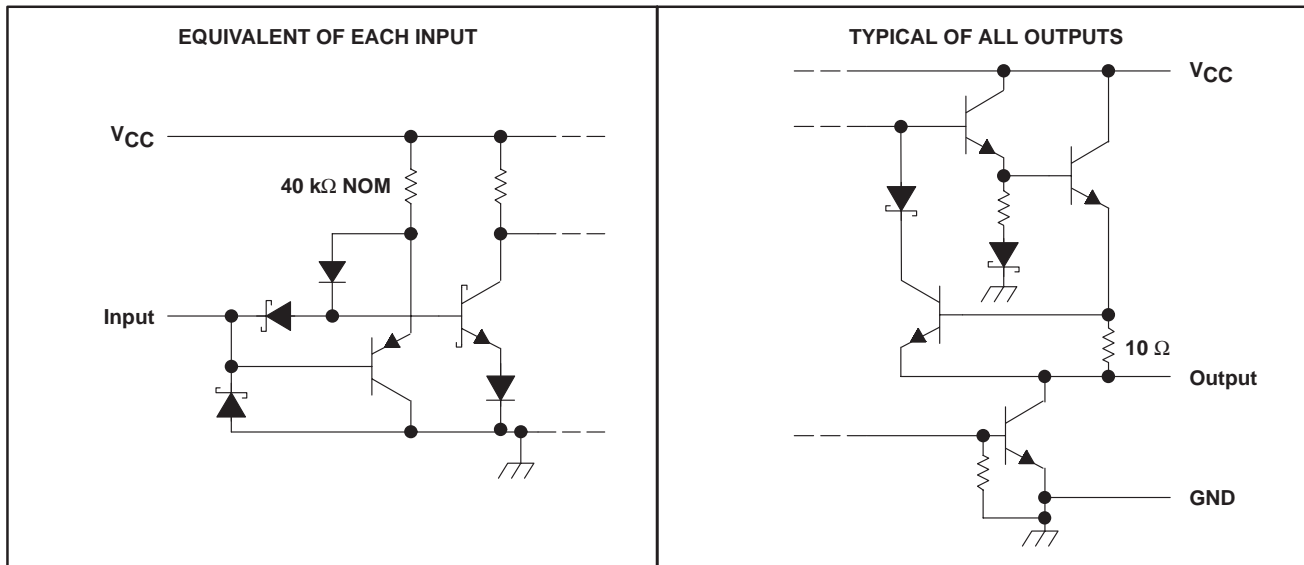 EQUIVALENT OF EACH INPUT
VCC
40 kΩ NOM
Input
TYPICAL OF ALL OUTPUTS
VCC
10 Ω
Output
GND